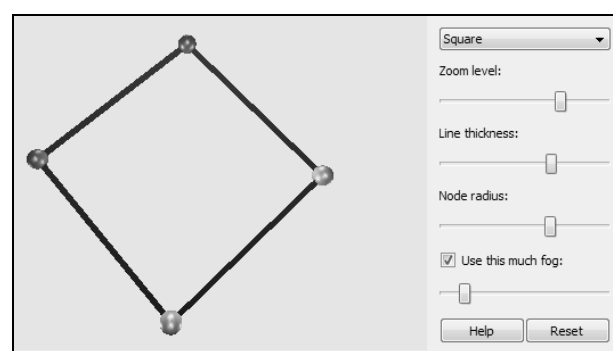 Square
Zoom level:
Line thickness:
Node radius:
Use this much fog:
Help
Reset